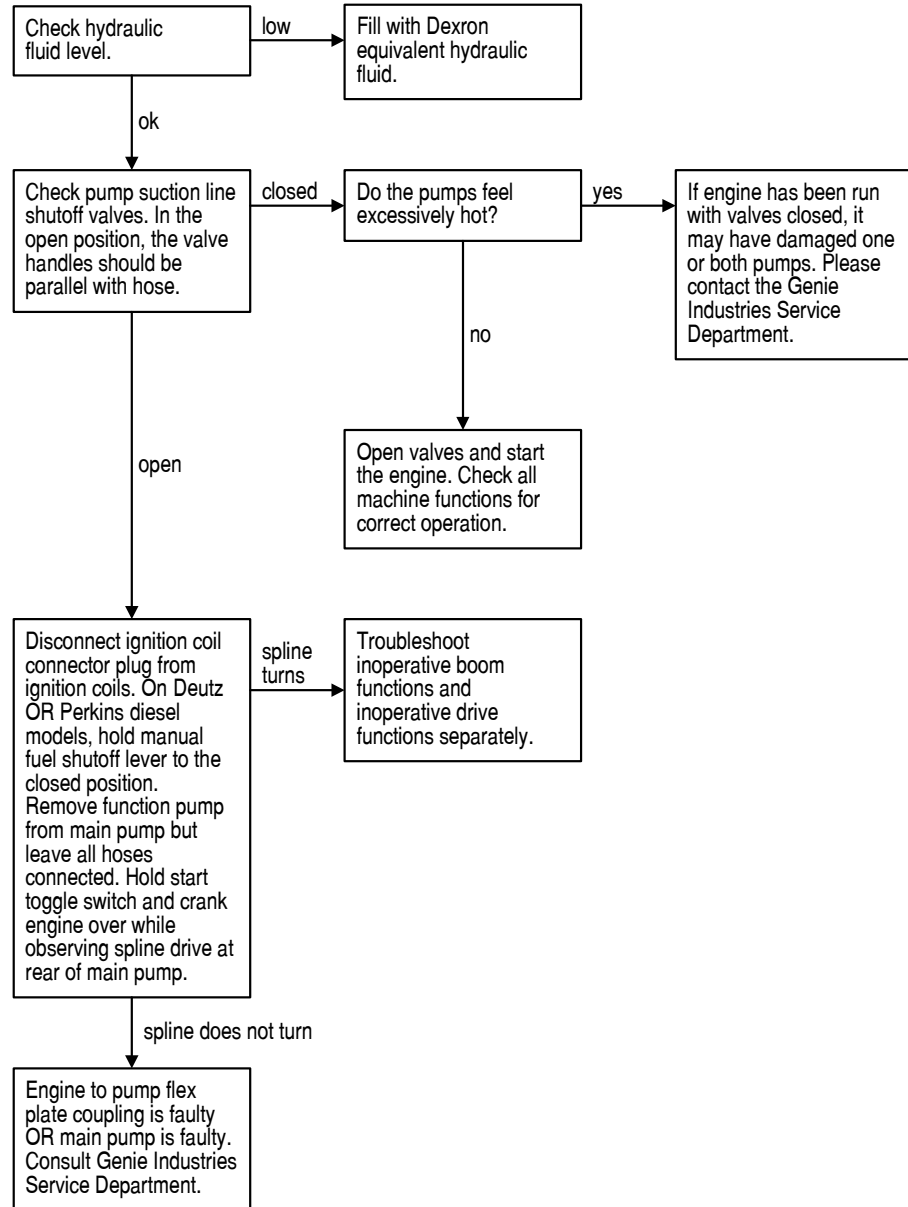 Check hydraulic
fluid level.
low
Fill with Dexron
equivalent hydraulic
fluid.
ok
Check pump suction line
shutoff valves. In the
open position, the valve
handles should be
parallel with hose.
closed
Do the pumps feel
excessively hot?
yes
If engine has been run
with valves closed, it
may have damaged one
or both pumps. Please
contact the Genie
Industries Service
Department.
no
Open valves and start
the engine. Check all
machine functions for
correct operation.
open
Disconnect ignition coil
connector plug from
ignition coils. On Deutz
OR Perkins diesel
models, hold manual
fuel shutoff lever to the
closed position.
Remove function pump
from main pump but
leave all hoses
connected. Hold start
toggle switch and crank
engine over while
observing spline drive at
rear of main pump.
spline
turns
Troubleshoot
inoperative boom
functions and
inoperative drive
functions separately.
spline does not turn
Engine to pump flex
plate coupling is faulty
OR main pump is faulty.
Consult Genie Industries
Service Department.